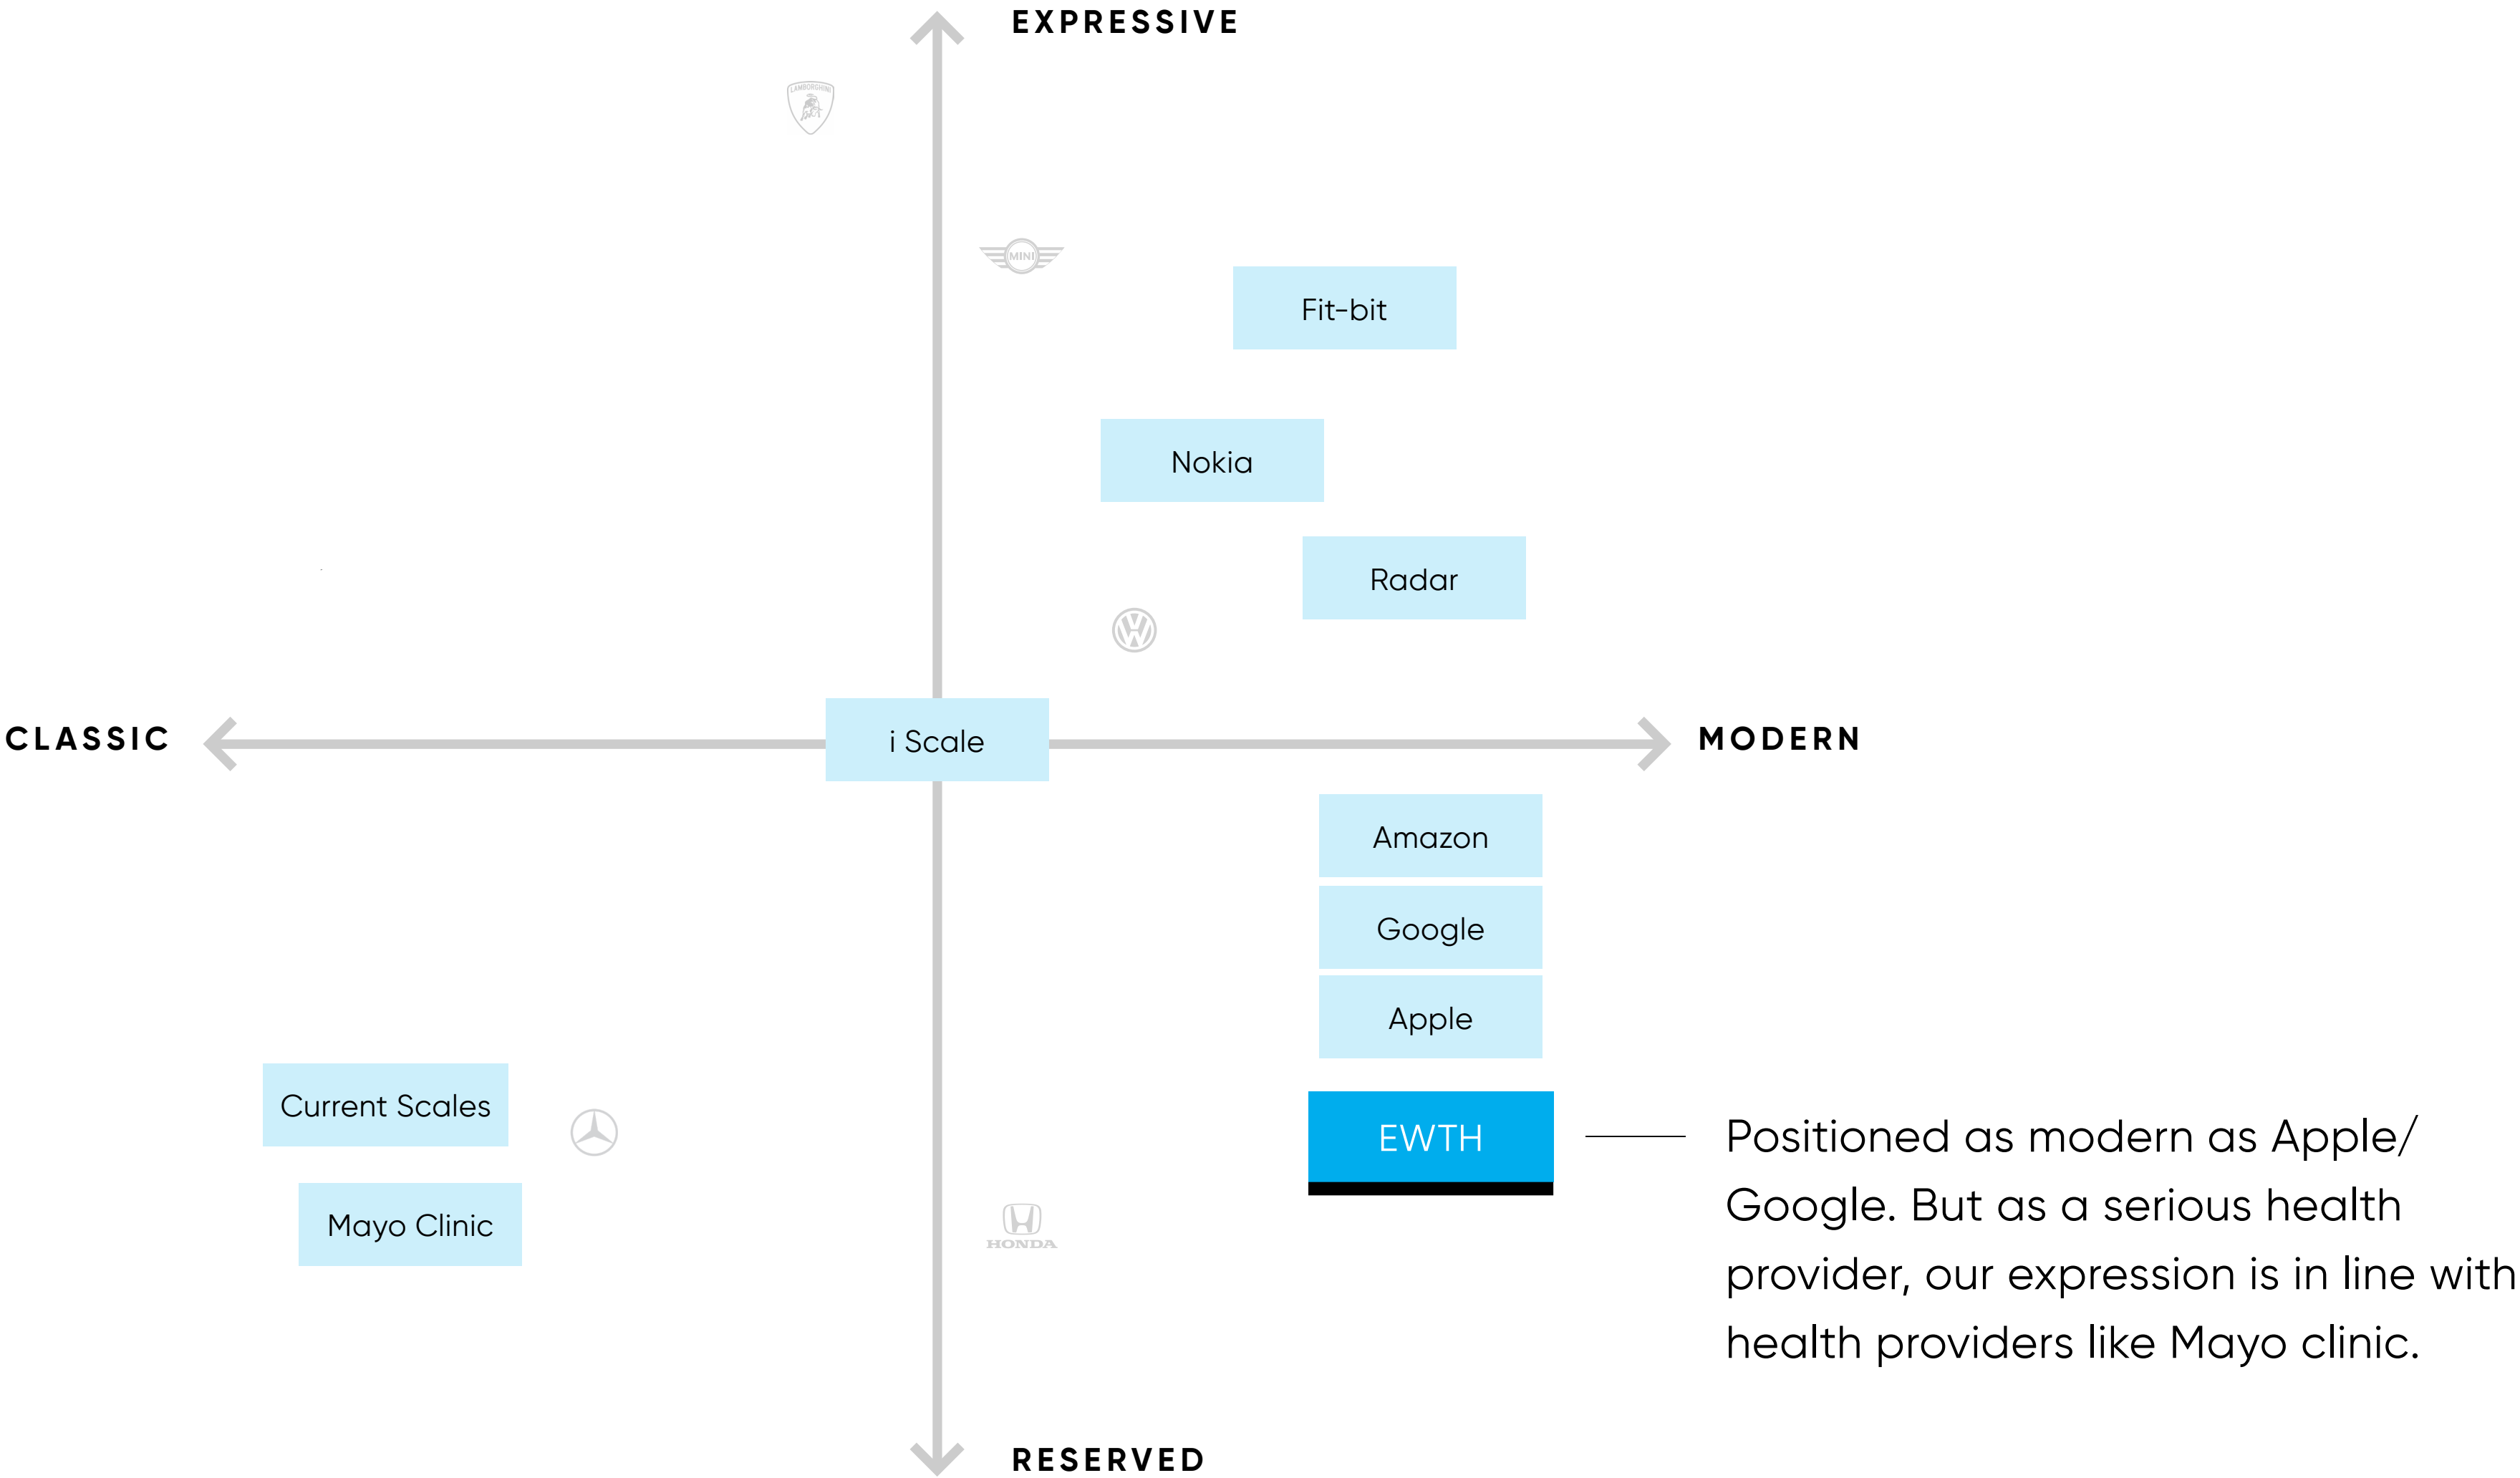 EXPRESSIVE
LAMBORGHINI
MINI
Fit-bit
Nokia
Radar
CLASSIC
i Scale
MODERN
Amazon
Google
Apple
Current Scales
EWTH
Mayo Clinic
HONDA
Positioned as modern as Apple/
Google. But as a serious health
provider, our expression is in line with
health providers like Mayo clinic.
RESERVED